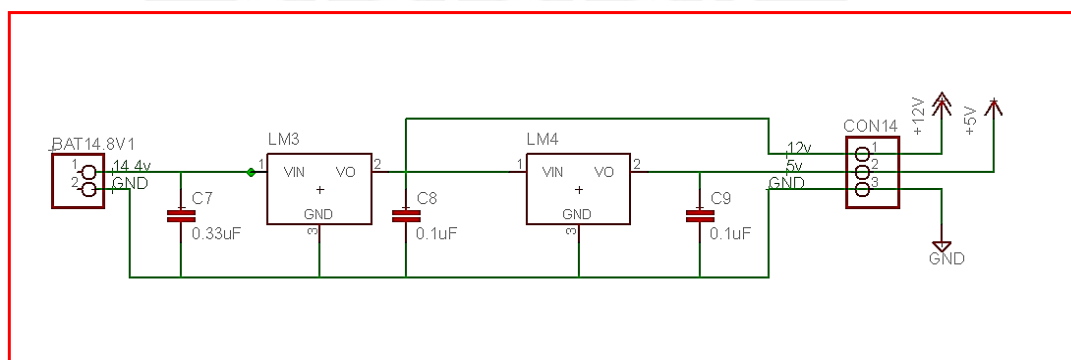 BAT14.8V1
1
2
14.4v
GND
C7
0.33uF
LM3
1
VIN
VO
2
GND
3
C8
0.1uF
LM4
1
VIN
VO
2
GND
3
C9
0.1uF
12v
5v
GND
CON14
1
2
3
+12V
+5V
GND